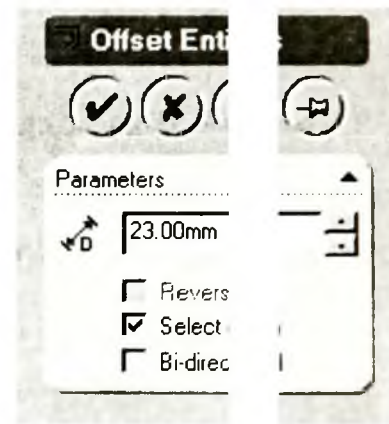 Offset Enti s
Parameters
D 23.00mm
Revers
Select
Bi-direc